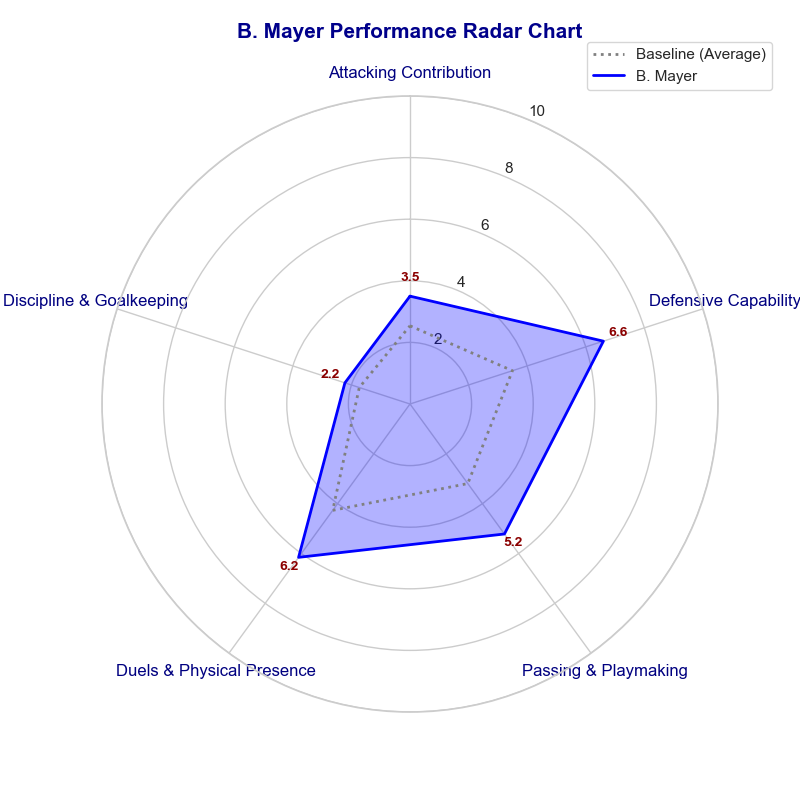 B. Mayer Performance Radar Chart
Baseline (Average)
B. Mayer
Attacking Contribution
10
8
6
4
2
3.5
Discipline & Goalkeeping
Defensive Capability
6.6
2.2
5.2
6.2
Duels & Physical Presence
Passing & Playmaking